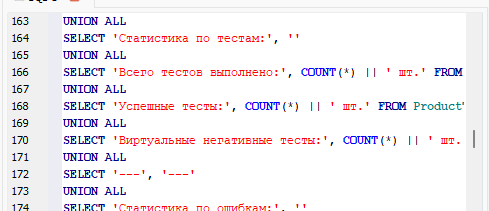 163 UNION ALL
164 SELECT 'Статистика по тестам:', ''
165 UNION ALL
166 SELECT 'Всего тестов выполнено:', COUNT(*) || ' шт.' FROM
167 UNION ALL
168 SELECT 'Успешные тесты:', COUNT(*) || ' шт.' FROM Product
169 UNION ALL
170 SELECT 'Виртуальные негативные тесты:', COUNT(*) || ' шт.
171 UNION ALL
172 SELECT '---', '---'
173 UNION ALL
174 SELECT 'Статистика по ошибкам:', ''